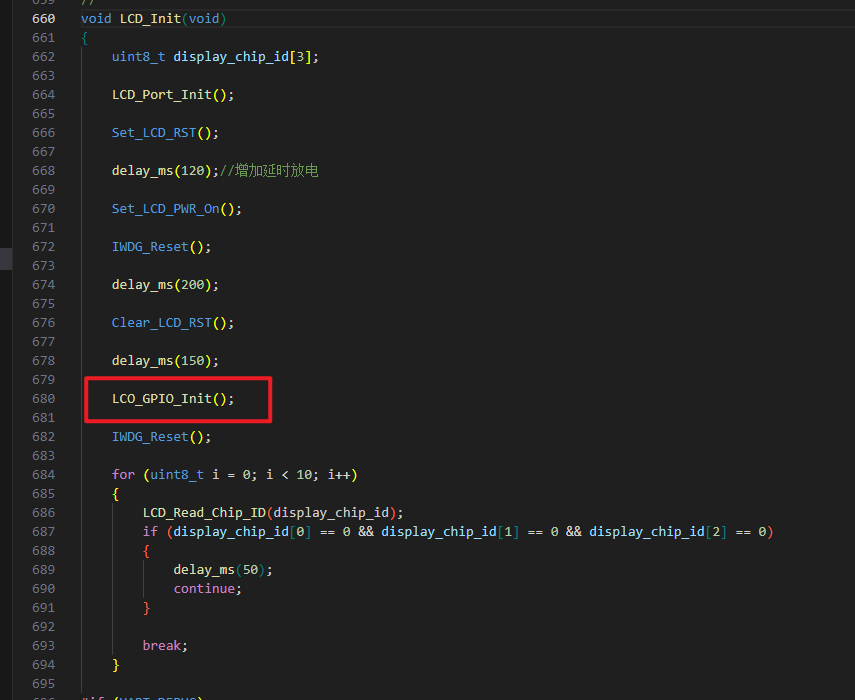 659 //
660 void LCD_Init(void)
661 {
662 uint8_t display_chip_id[3];
663
664 LCD_Port_Init();
665
666 Set_LCD_RST();
667
668 delay_ms(120);//增加延时放电
669
670 Set_LCD_PWR_On();
671
672 IWDG_Reset();
673
674 delay_ms(200);
675
676 Clear_LCD_RST();
677
678 delay_ms(150);
679
680 LCO_GPIO_Init();
681
682 IWDG_Reset();
683
684 for (uint8_t i = 0; i < 10; i++)
685 {
686 LCD_Read_Chip_ID(display_chip_id);
687 if (display_chip_id[0] == 0 && display_chip_id[1] == 0 && display_chip_id[2] == 0)
688 {
689 delay_ms(50);
690 continue;
691 }
692
693 break;
694 }
695
696 #if (UART_DEBUG)